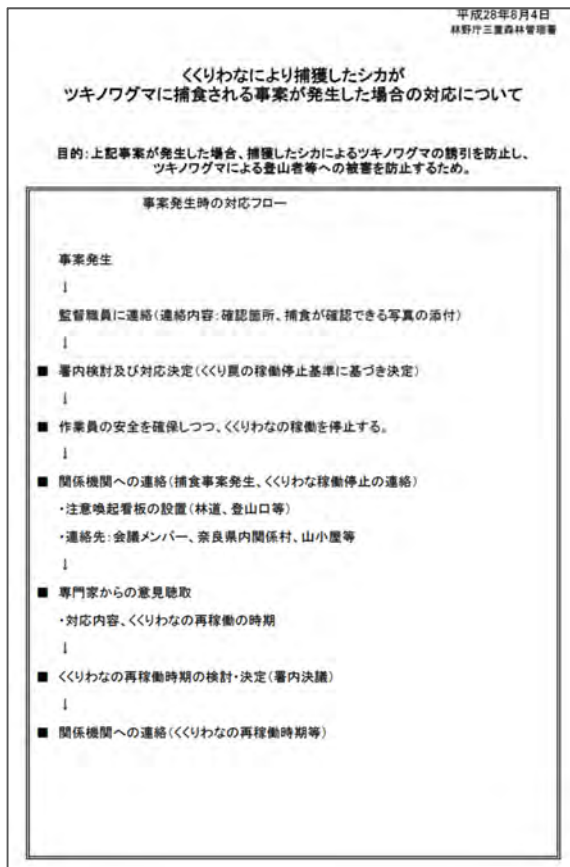 平成28年8月4日
林野庁三重森林管理署
くくりわなにより捕獲したシカが
ツキノワグマに捕食される事案が発生した場合の対応について
目的:上記事案が発生した場合、捕獲したシカによるツキノワグマの誘引を防止し、
ツキノワグマによる登山者等への被害を防止するため。
事案発生時の対応フロー
事案発生
↓
監督職員に連絡(連絡内容:確認箇所、捕食が確認できる写真の添付)
↓
■ 署内検討及び対応決定(くくり罠の稼働停止基準に基づき決定)
↓
■ 作業員の安全を確保しつつ、くくりわなの稼働を停止する。
↓
■ 関係機関への連絡(捕食事案発生、くくりわな稼働停止の連絡)
・注意喚起看板の設置(林道、登山口等)
・連絡先:会議メンバー、奈良県内関係村、山小屋等
↓
■ 専門家からの意見聴取
・対応内容、くくりわなの再稼働の時期
↓
■ くくりわなの再稼働時期の検討・決定(署内決議)
↓
■ 関係機関への連絡(くくりわなの再稼働時期等)